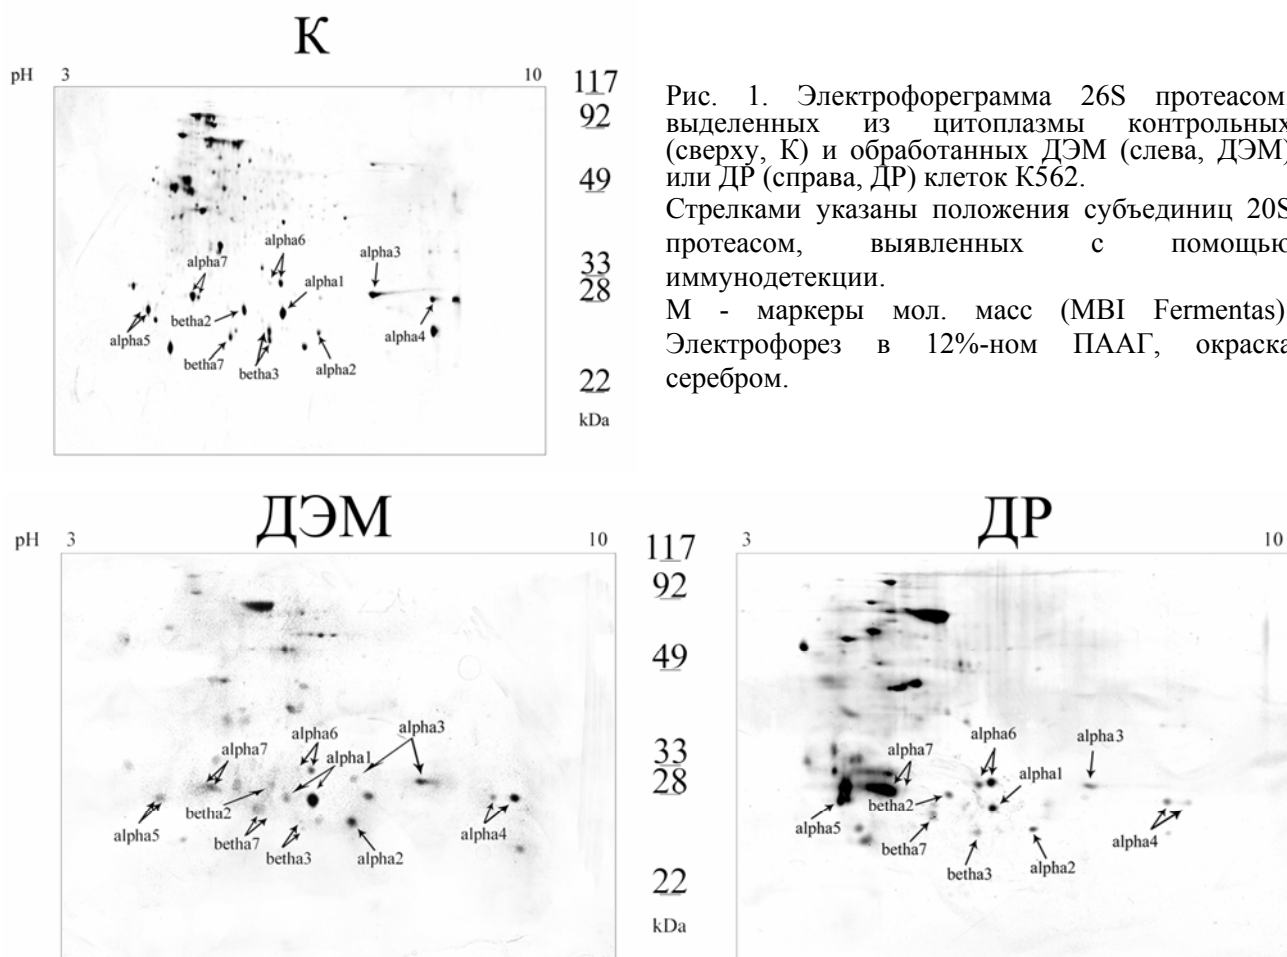 К
pH 3 10
117
92
49
33
28
22
kDa
alpha6
alpha7
alpha3
alpha1
betha2
alpha5
alpha4
betha7
betha3
alpha2
Рис. 1. Электрофореграмма 26S протеасом,
выделенных из цитоплазмы контрольных
(сверху, К) и обработанных ДЭМ (слева, ДЭМ)
или ДР (справа, ДР) клеток К562.
Стрелками указаны положения субъединиц 20S
протеасом, выявленных с помощью
иммунодетекции.
М - маркеры мол. масс (MBI Fermentas)
Электрофорез в 12%-ном ПААГ, окраска
серебром.
ДЭМ
pH 3 10
117
92
49
33
28
22
kDa
alpha3
alpha6
alpha7
alpha1
betha2
alpha5
betha7
betha3
alpha2
alpha4
ДР
3 10
alpha6
alpha3
alpha7
alpha1
betha2
alpha5
betha7
alpha4
betha3
alpha2